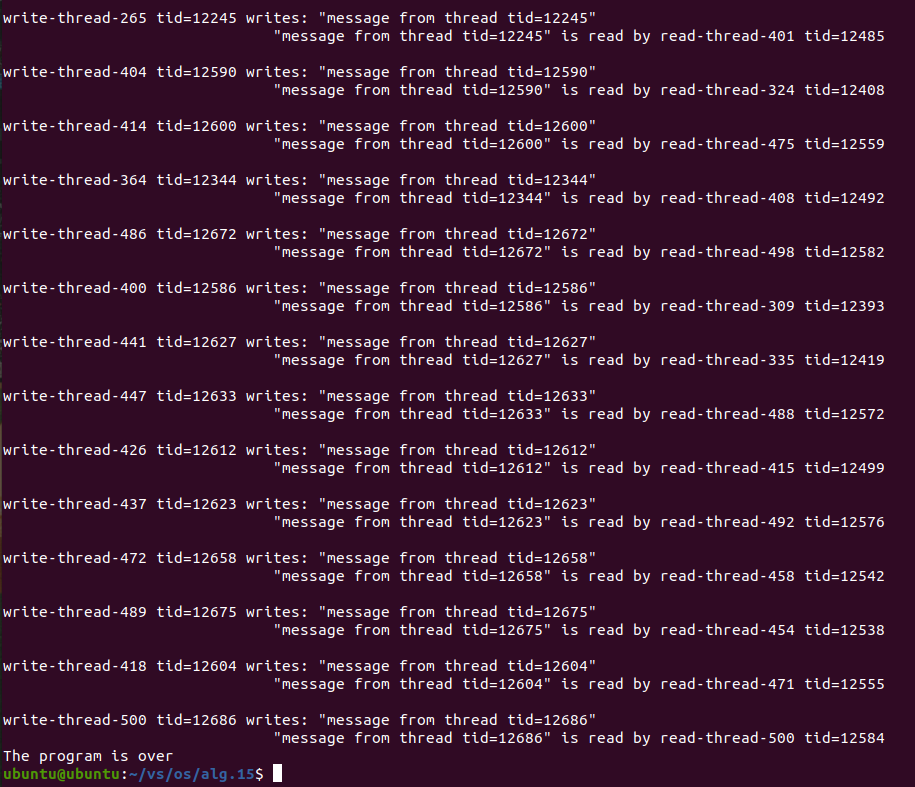 write-thread-265 tid=12245 writes: "message from thread tid=12245"
"message from thread tid=12245" is read by read-thread-401 tid=12485
write-thread-404 tid=12590 writes: "message from thread tid=12590"
"message from thread tid=12590" is read by read-thread-324 tid=12408
write-thread-414 tid=12600 writes: "message from thread tid=12600"
"message from thread tid=12600" is read by read-thread-475 tid=12559
write-thread-364 tid=12344 writes: "message from thread tid=12344"
"message from thread tid=12344" is read by read-thread-408 tid=12492
write-thread-486 tid=12672 writes: "message from thread tid=12672"
"message from thread tid=12672" is read by read-thread-498 tid=12582
write-thread-400 tid=12586 writes: "message from thread tid=12586"
"message from thread tid=12586" is read by read-thread-309 tid=12393
write-thread-441 tid=12627 writes: "message from thread tid=12627"
"message from thread tid=12627" is read by read-thread-335 tid=12419
write-thread-447 tid=12633 writes: "message from thread tid=12633"
"message from thread tid=12633" is read by read-thread-488 tid=12572
write-thread-426 tid=12612 writes: "message from thread tid=12612"
"message from thread tid=12612" is read by read-thread-415 tid=12499
write-thread-437 tid=12623 writes: "message from thread tid=12623"
"message from thread tid=12623" is read by read-thread-492 tid=12576
write-thread-472 tid=12658 writes: "message from thread tid=12658"
"message from thread tid=12658" is read by read-thread-458 tid=12542
write-thread-489 tid=12675 writes: "message from thread tid=12675"
"message from thread tid=12675" is read by read-thread-454 tid=12538
write-thread-418 tid=12604 writes: "message from thread tid=12604"
"message from thread tid=12604" is read by read-thread-471 tid=12555
write-thread-500 tid=12686 writes: "message from thread tid=12686"
"message from thread tid=12686" is read by read-thread-500 tid=12584
The program is over
ubuntu@ubuntu:~/vs/os/alg.15$